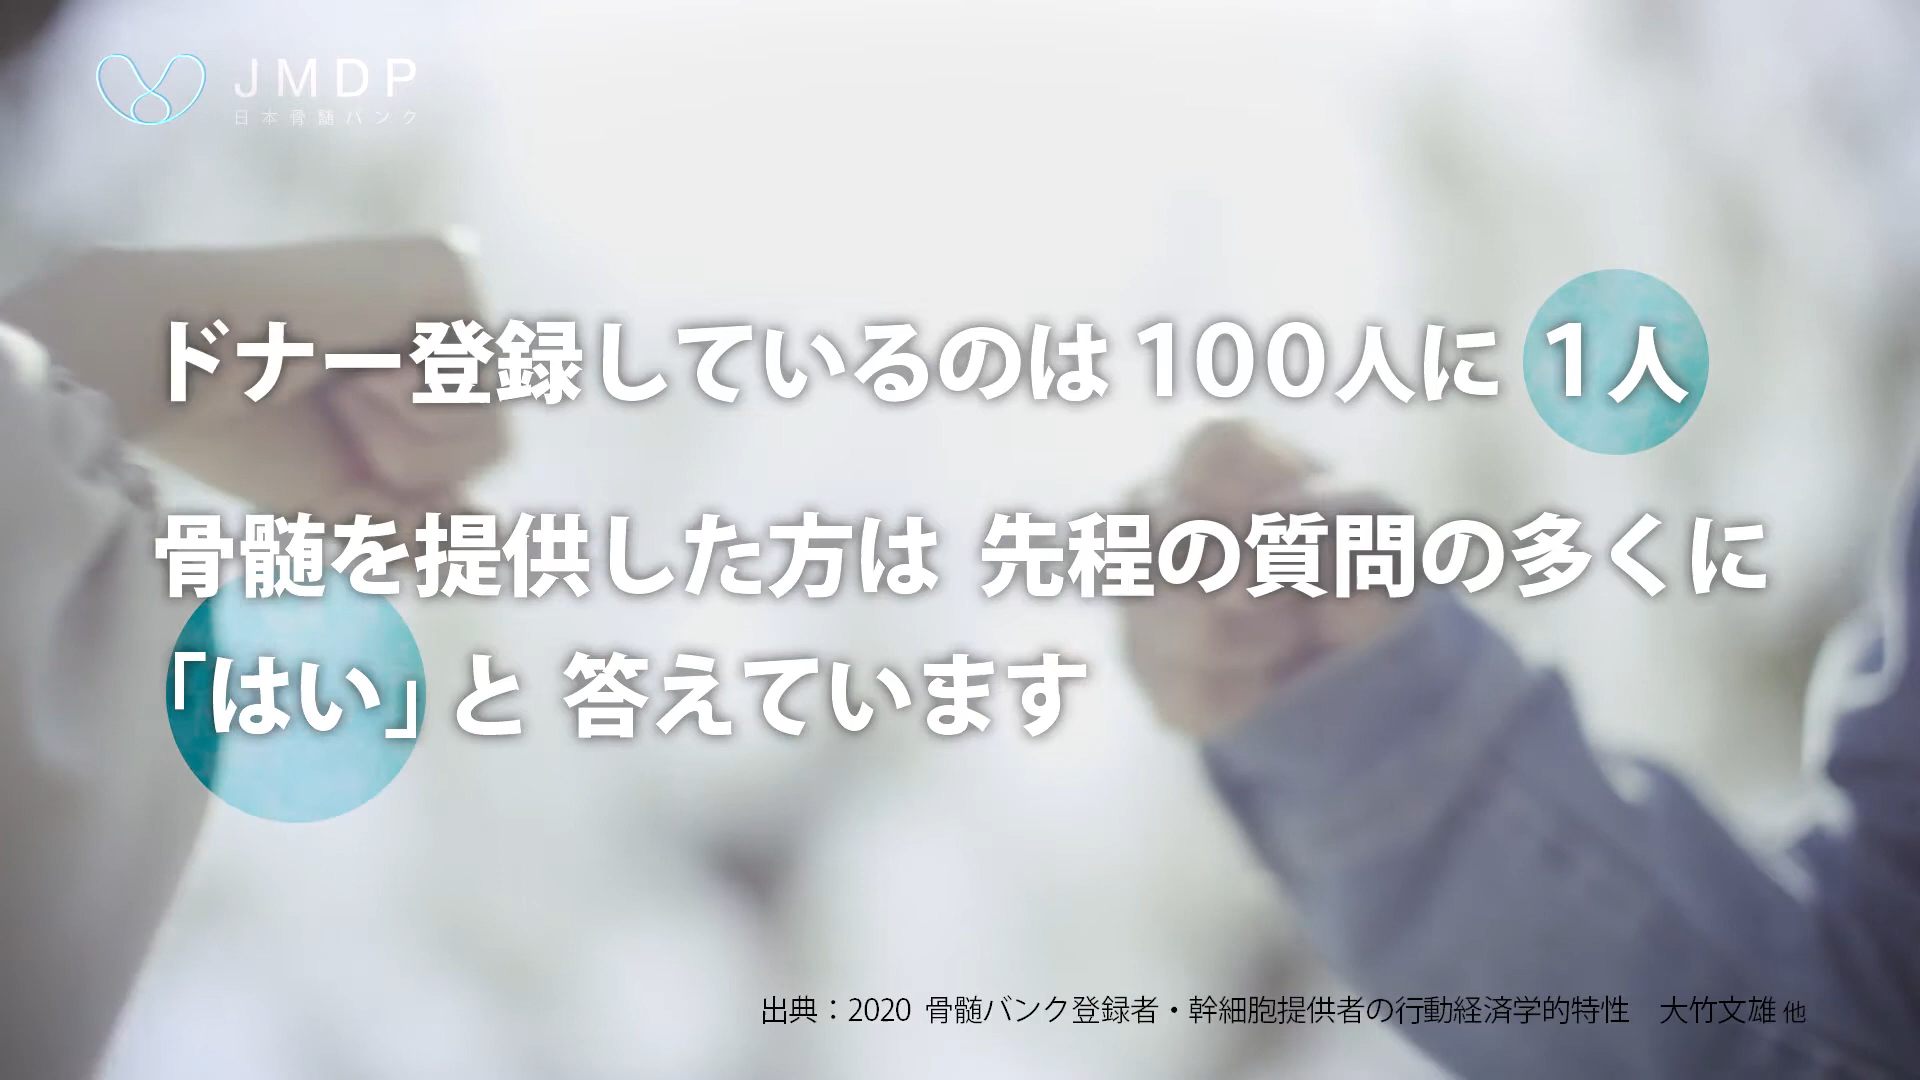 JMDP
日本骨髄バンク
ドナー登録しているのは100人に 1人
骨髄を提供した方は 先程の質問の多くに
「はい」と 答えています
出典：2020 骨髄バンク登録者・幹細胞提供者の行動経済学的特性　大竹文雄 他